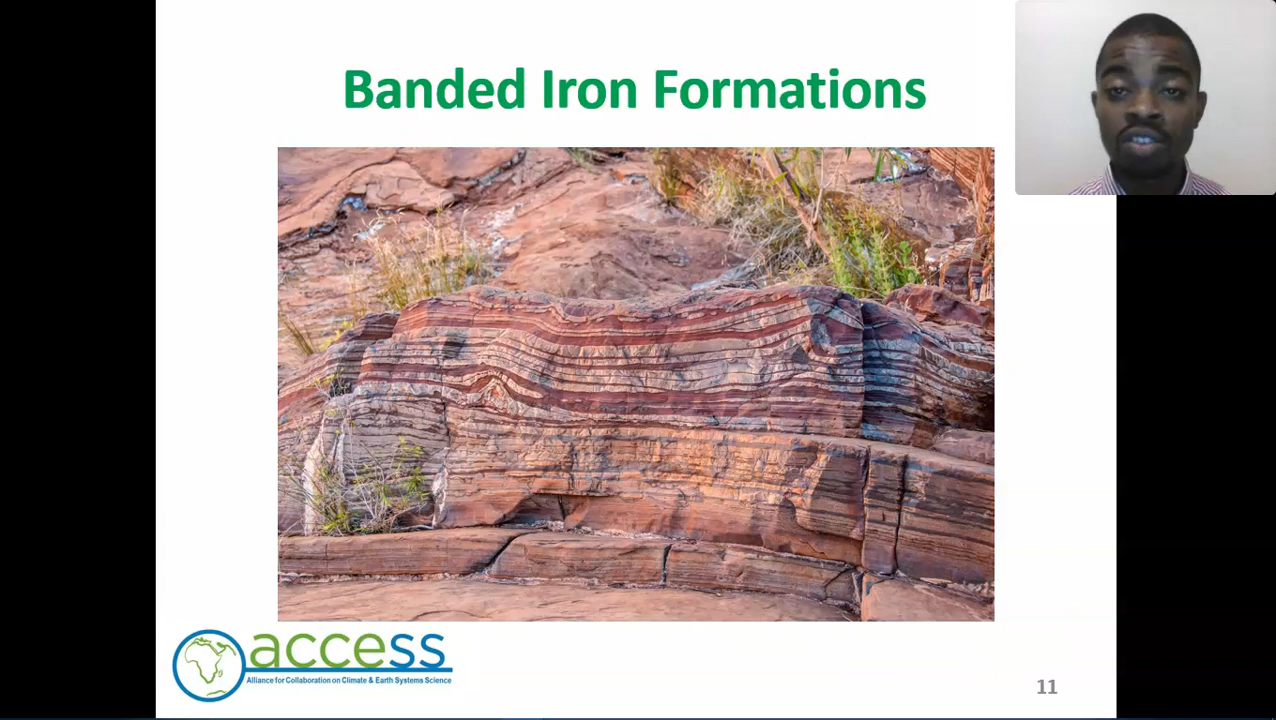 Banded Iron Formations
access
Alliance for Collaboration on Climate & Earth Systems Science
11